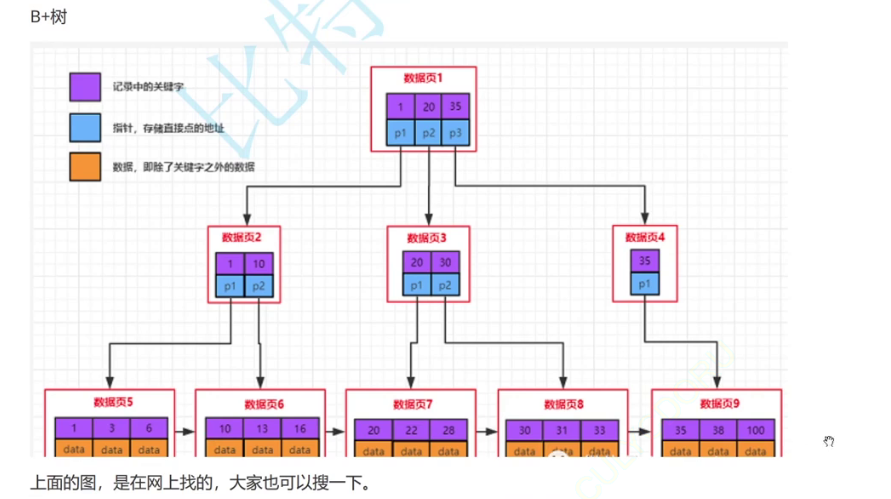 B+树
比特
数据页1
记录中的关键字
1 20 35
指针，存储直接点的地址
p1 p2 p3
数据，即除了关键字之外的数据
数据页2 数据页3 数据页4
1 10 20 30 35
p1 p2 p1 p2 p1
数据页5 数据页6 数据页7 数据页8 数据页9
1 3 6 10 13 16 20 22 28 30 31 33 35 38 100
data data data data data data data data data data data data data data data
上面的图，是在网上找的，大家也可以搜一下。